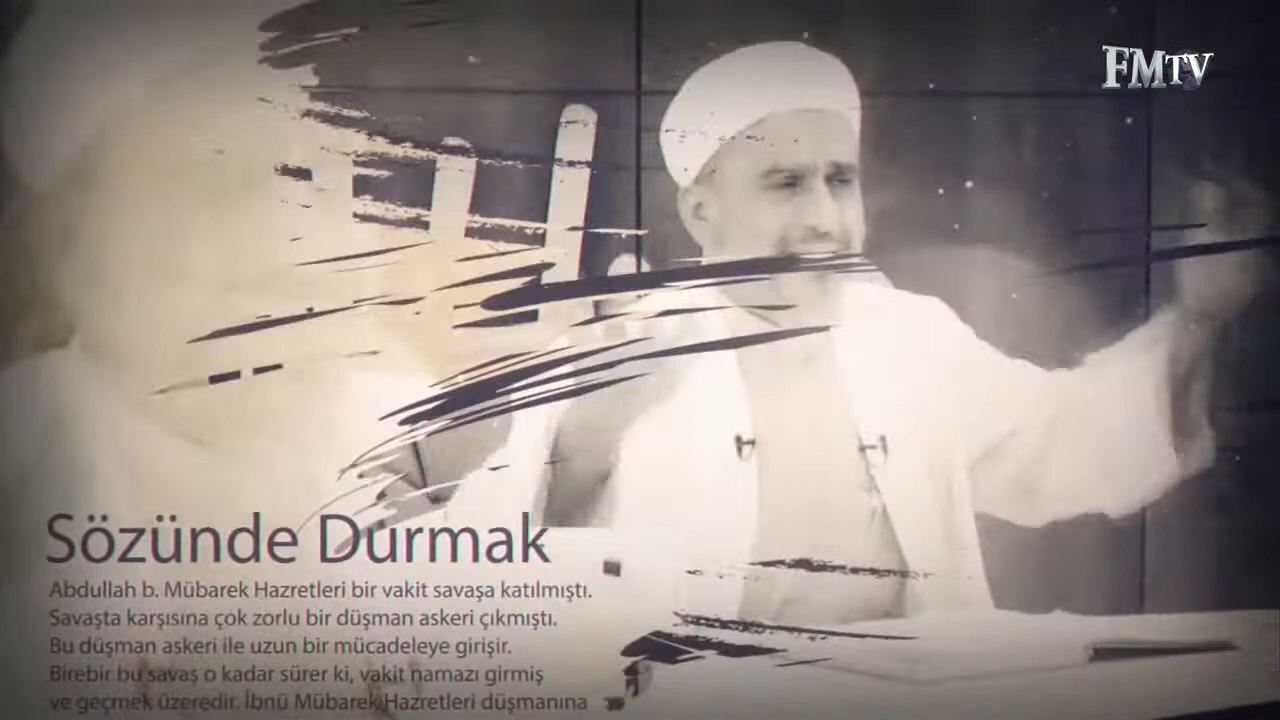 FMTV
Sözünde Durmak
Abdullah b. Mübarek Hazretleri bir vakit savaşa katılmıştı.
Savaşta karşısına çok zorlu bir düşman askeri çıkmıştı.
Bu düşman askeri ile uzun bir mücadeleye girişir.
Birebir bu savaş o kadar sürer ki, vakit namazı girmiş
ve geçmek üzeredir. İbnü Mübarek Hazretleri düşmanına